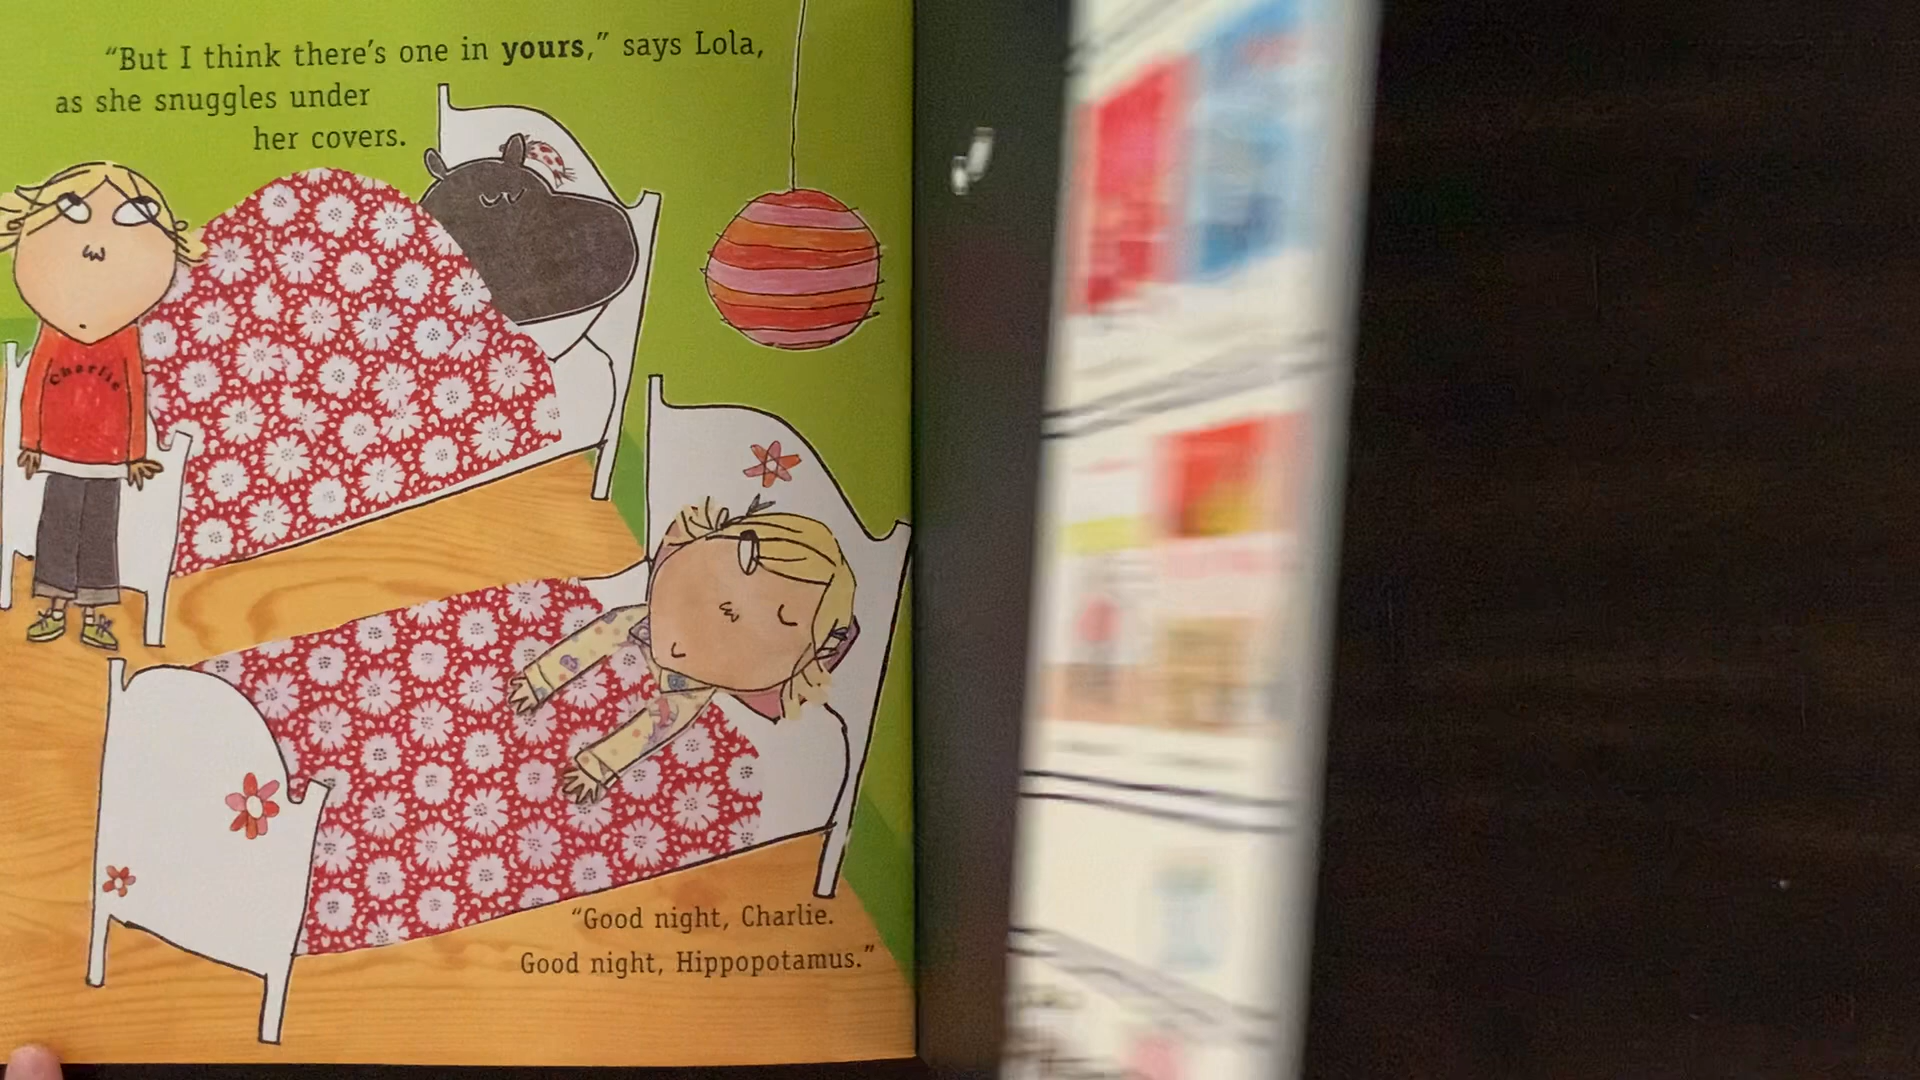 “But I think there’s one in yours,” says Lola,
as she snuggles under
her covers.
Charlie
“Good night, Charlie.
Good night, Hippopotamus.”